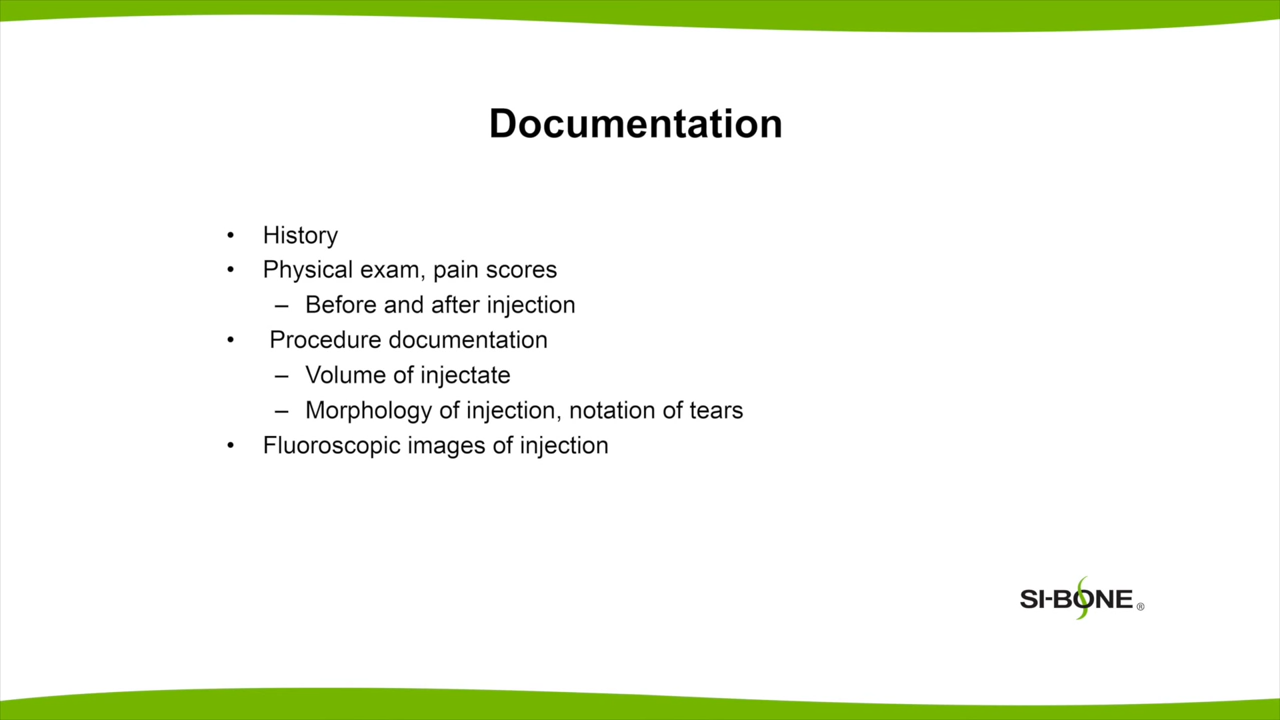 Documentation
• History
• Physical exam, pain scores
– Before and after injection
• Procedure documentation
– Volume of injectate
– Morphology of injection, notation of tears
• Fluoroscopic images of injection
SI-BONE®